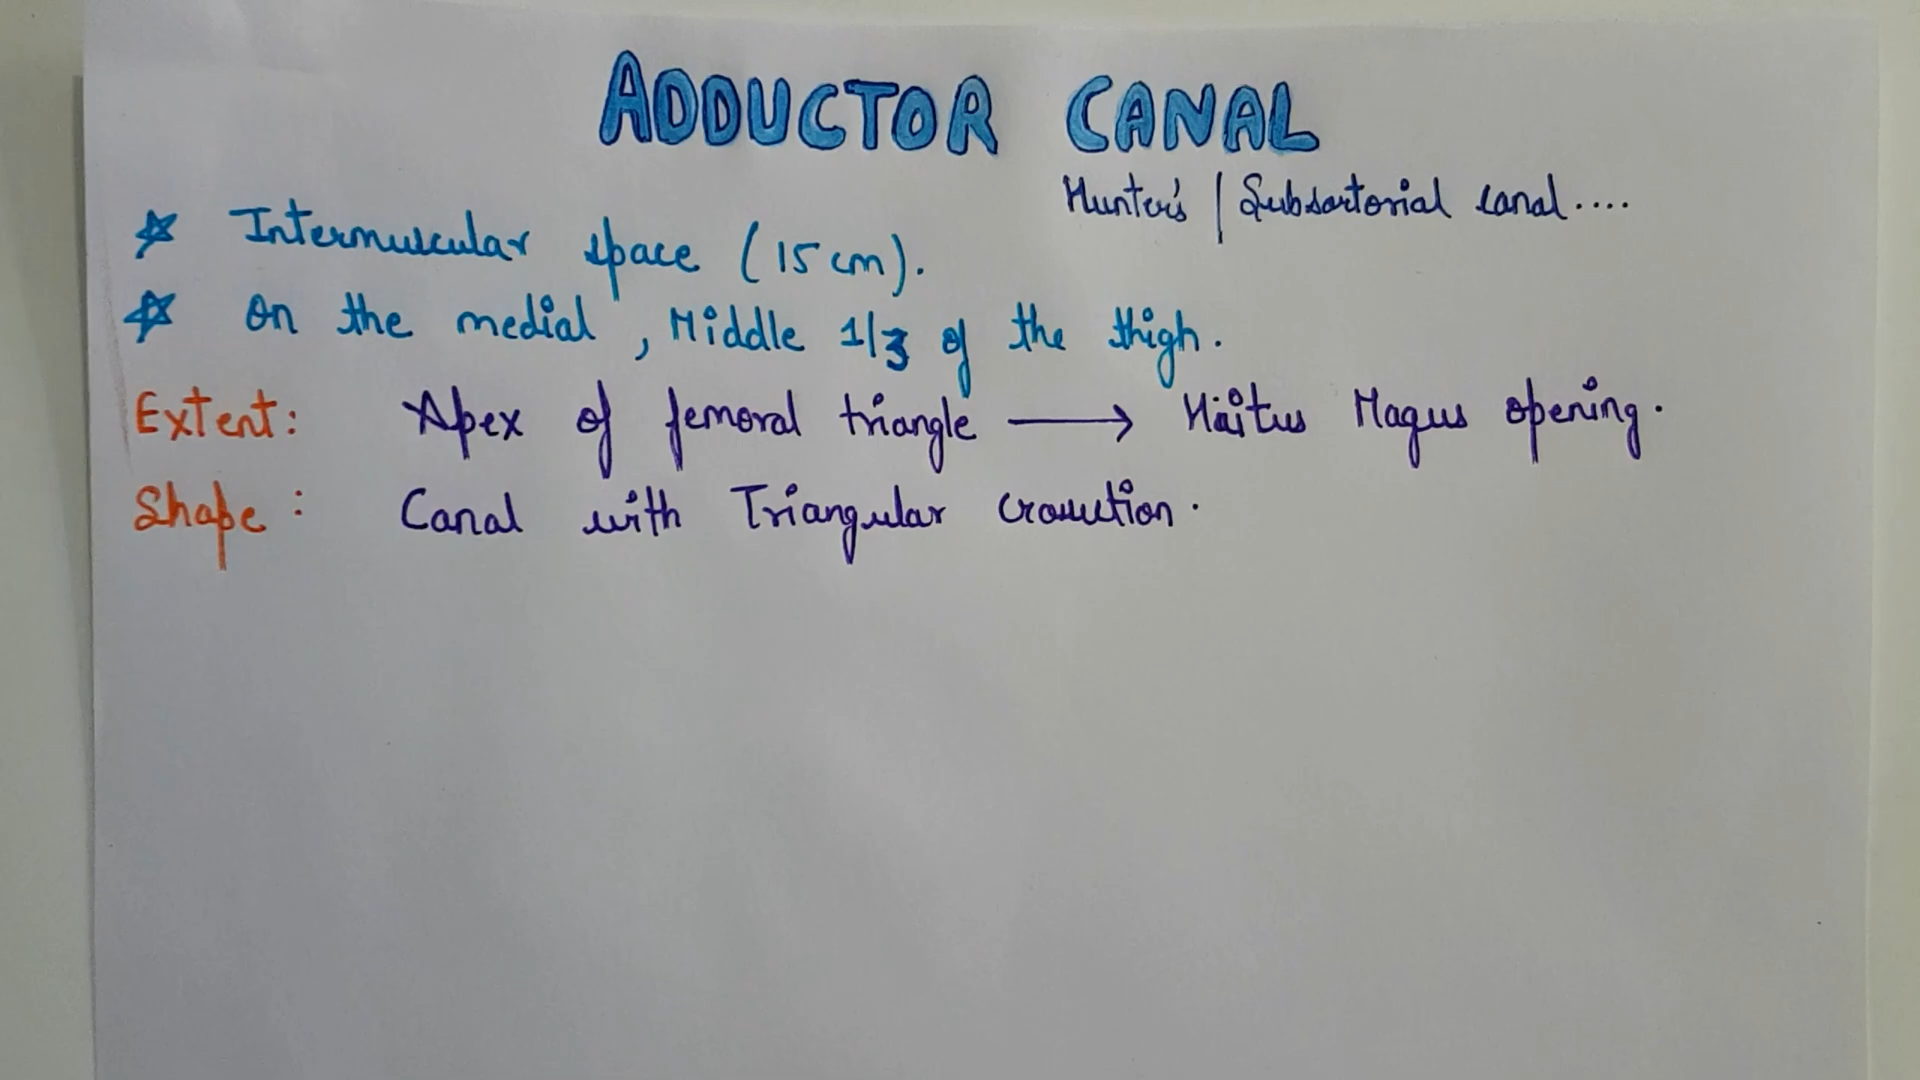 ADDUCTOR CANAL
Hunter's | Subsartorial canal....
☆ Intermuscular space (15 cm).
☆ On the medial, Middle 1/3 of the thigh.
Extent: Apex of femoral triangle → Haitus Magus opening.
Shape: Canal with Triangular crossection.